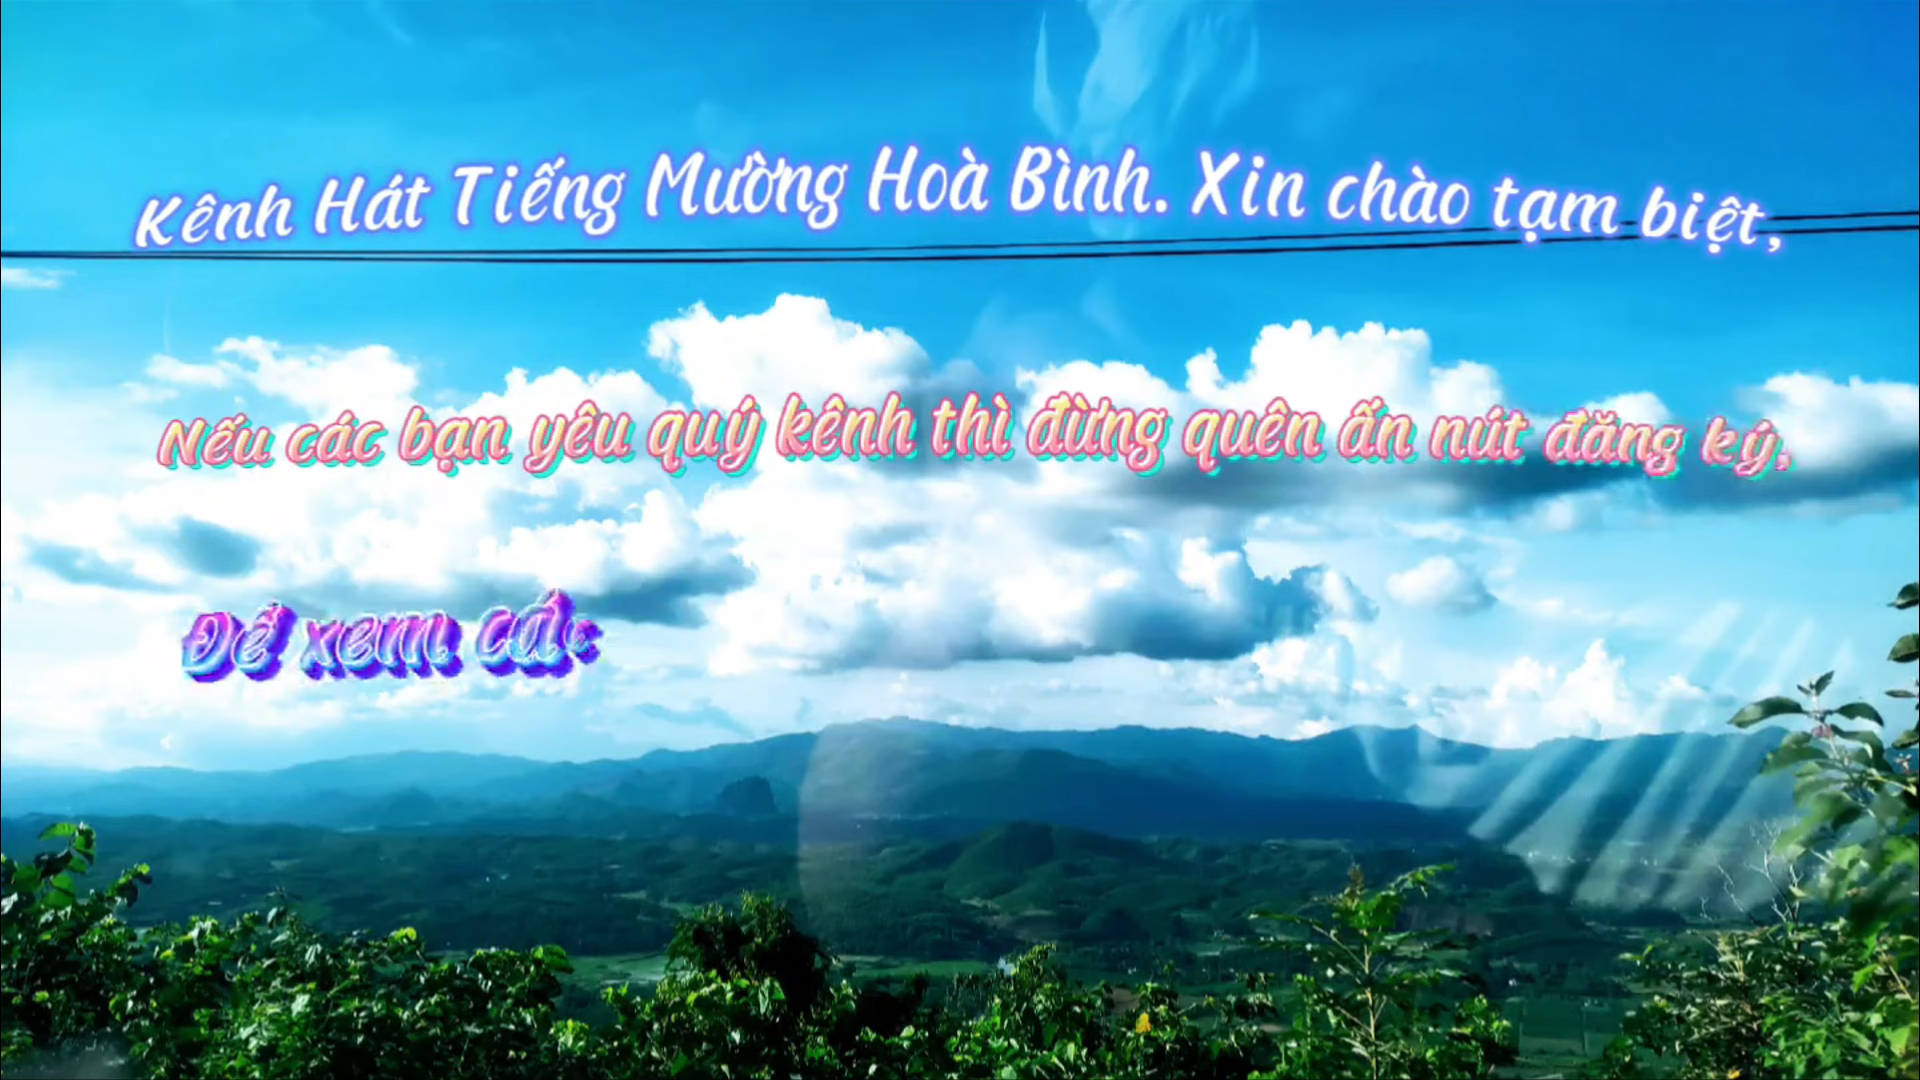 Kênh Hát Tiếng Mường Hoà Bình. Xin chào tạm biệt,
Nếu các bạn yêu quý kênh thì đừng quên ấn nút đăng ký.
Để xem